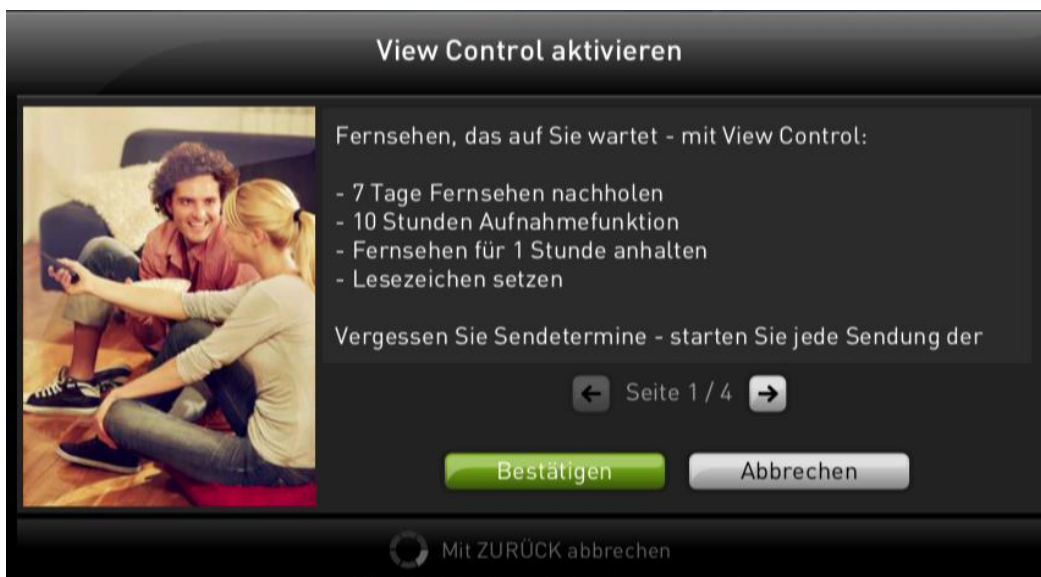 View Control aktivieren
Fernsehen, das auf Sie wartet - mit View Control:
- 7 Tage Fernsehen nachholen
- 10 Stunden Aufnahmefunktion
- Fernsehen für 1 Stunde anhalten
- Lesezeichen setzen
Vergessen Sie Sendetermine - starten Sie jede Sendung der
Seite 1 / 4
Bestätigen Abbrechen
Mit ZURÜCK abbrechen